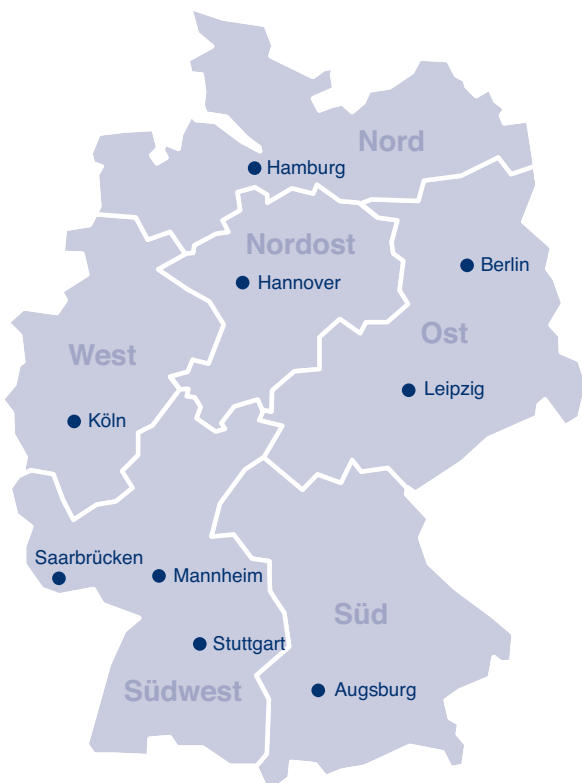 Nord
Hamburg
Nordost
Berlin
Hannover
Ost
West
Leipzig
Köln
Saarbrücken
Mannheim
Süd
Stuttgart
Südwest
Augsburg